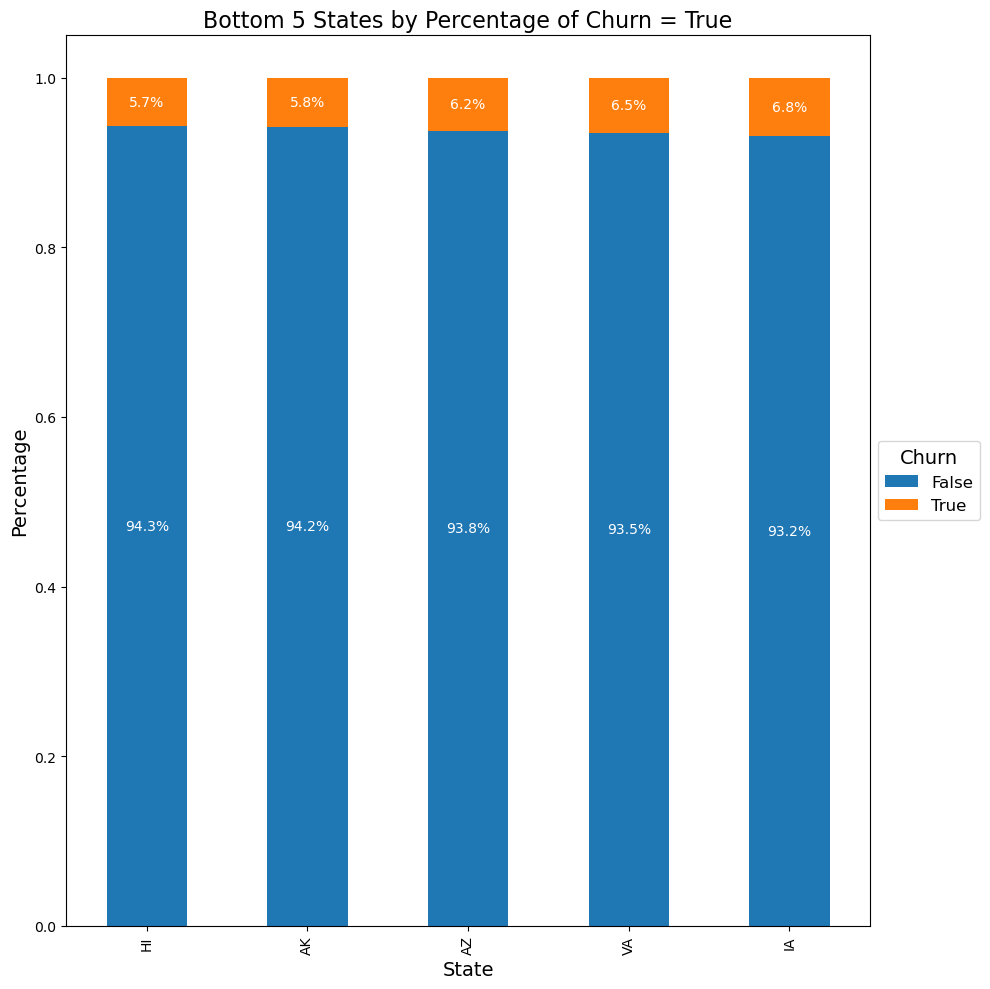 Bottom 5 States by Percentage of Churn = True
1.0
5.7%
5.8%
6.2%
6.5%
6.8%
0.8
0.6
Percentage
Churn
False
True
94.3%
94.2%
93.8%
93.5%
93.2%
0.4
0.2
0.0
HI
AK
AZ
VA
IA
State